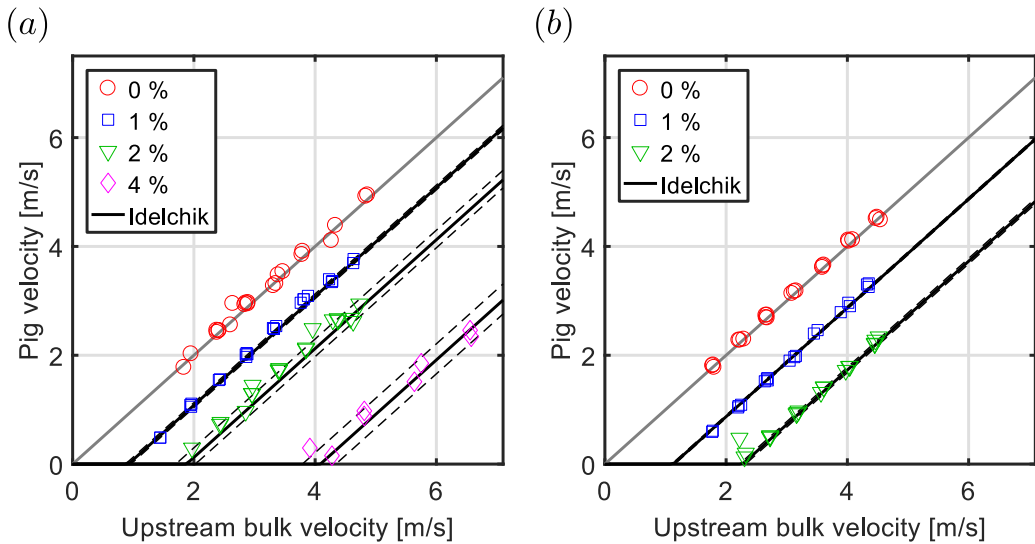 (a)
0 %
1 %
2 %
4 %
Idelchik
6
4
2
0
0
2
4
6
Pig velocity [m/s]
Upstream bulk velocity [m/s]
(b)
0 %
1 %
2 %
Idelchik
6
4
2
0
0
2
4
6
Pig velocity [m/s]
Upstream bulk velocity [m/s]